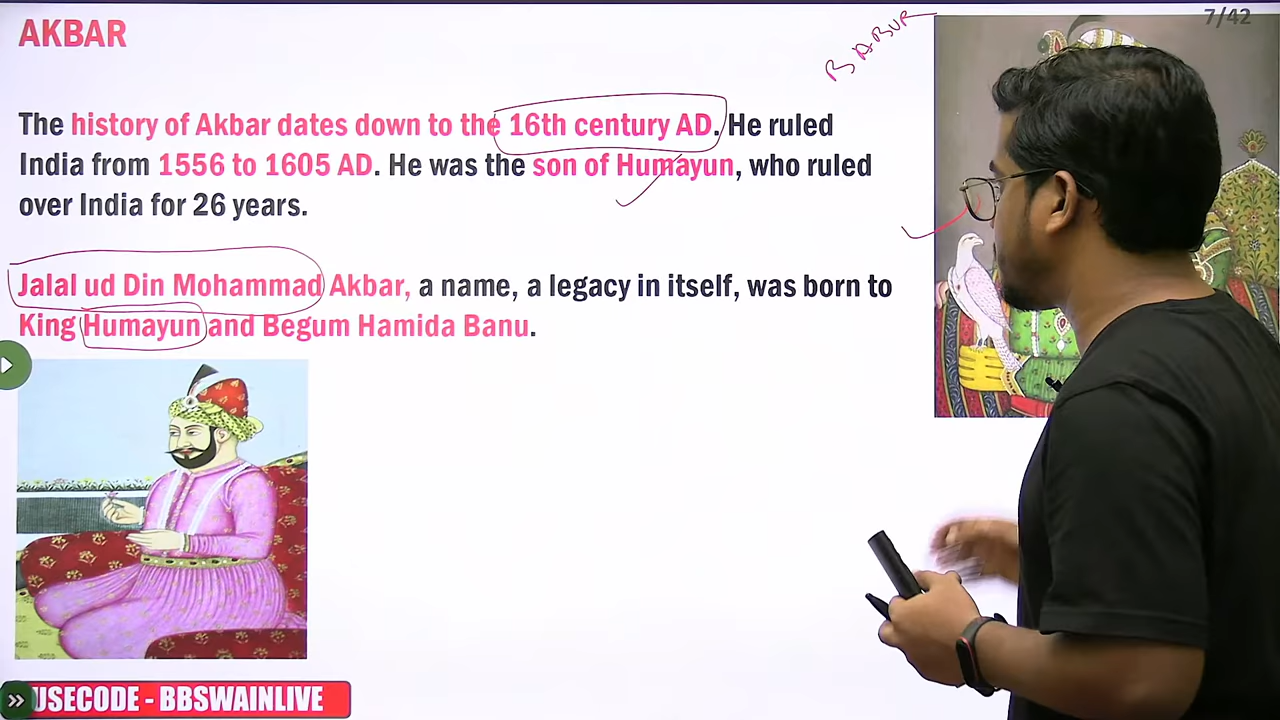 7/42
AKBAR
BABUR
The history of Akbar dates down to the 16th century AD. He ruled
India from 1556 to 1605 AD. He was the son of Humayun, who ruled
over India for 26 years.
Jalal ud Din Mohammad Akbar, a name, a legacy in itself, was born to
King Humayun and Begum Hamida Banu.
USECODE - BBSWAINLIVE